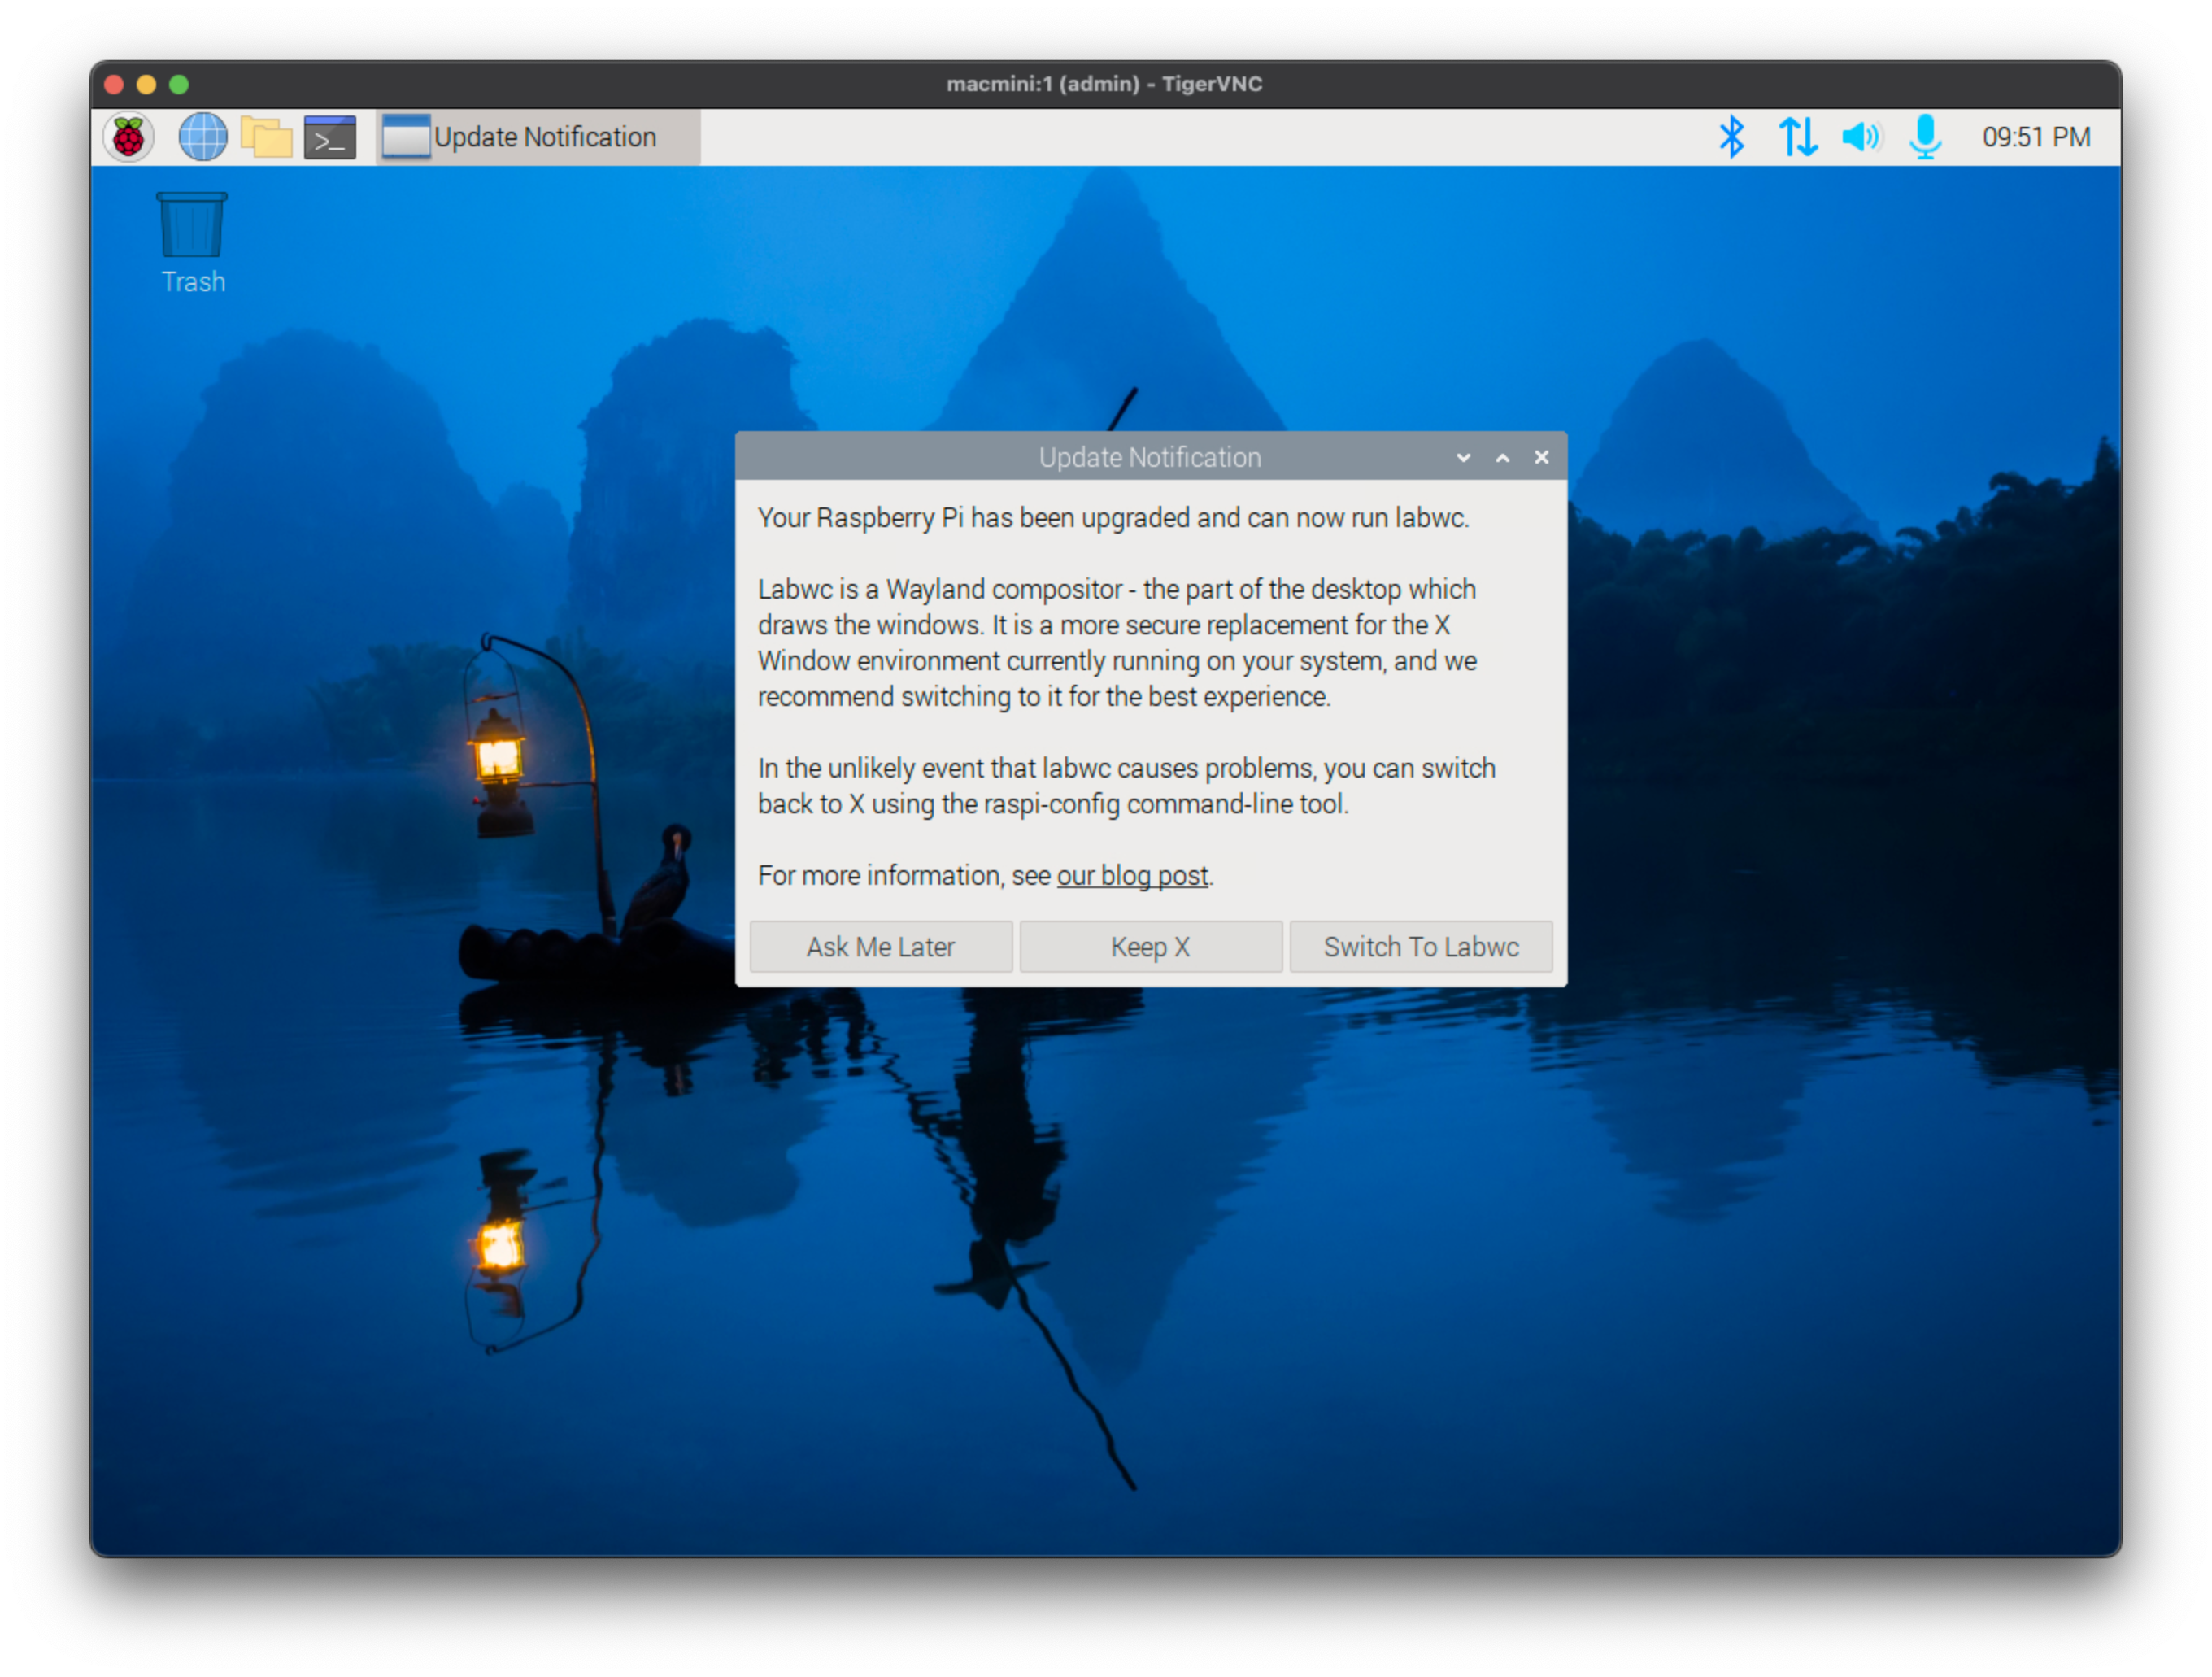 macmini:1 (admin) - TigerVNC
Update Notification
09:51 PM
Trash
Update Notification
Your Raspberry Pi has been upgraded and can now run labwc.
Labwc is a Wayland compositor - the part of the desktop which
draws the windows. It is a more secure replacement for the X
Window environment currently running on your system, and we
recommend switching to it for the best experience.
In the unlikely event that labwc causes problems, you can switch
back to X using the raspi-config command-line tool.
For more information, see our blog post.
Ask Me Later
Keep X
Switch To Labwc